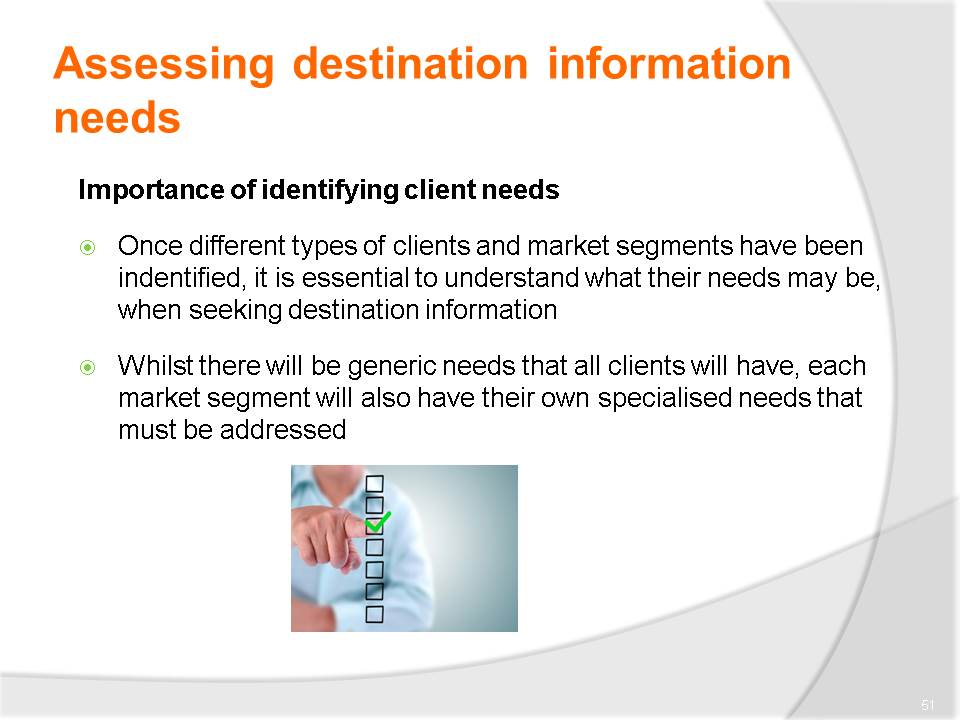 Assessing destination information
needs
Importance of identifying client needs
Once different types of clients and market segments have been
indentified, it is essential to understand what their needs may be,
when seeking destination information
Whilst there will be generic needs that all clients will have, each
market segment will also have their own specialised needs that
must be addressed
51